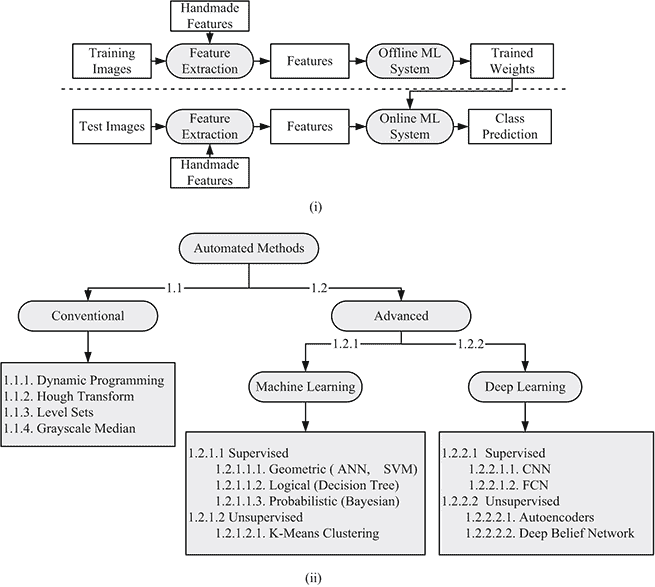 Handmade
Features
Training
Images
Feature
Extraction
Features
Offline ML
System
Trained
Weights
Test Images
Feature
Extraction
Features
Online ML
System
Class
Prediction
Handmade
Features
(i)
Automated Methods
1.1
1.2
Conventional
Advanced
1.2.1
1.2.2
1.1.1. Dynamic Programming
1.1.2. Hough Transform
1.1.3. Level Sets
1.1.4. Grayscale Median
Machine Learning
Deep Learning
1.2.1.1 Supervised
1.2.1.1.1. Geometric ( ANN, SVM)
1.2.1.1.2. Logical (Decision Tree)
1.2.1.1.3. Probabilistic (Bayesian)
1.2.1.2 Unsupervised
1.2.1.2.1. K-Means Clustering
1.2.2.1 Supervised
1.2.2.1.1. CNN
1.2.2.1.2. FCN
1.2.2.2 Unsupervised
1.2.2.2.1. Autoencoders
1.2.2.2.2. Deep Belief Network
(ii)